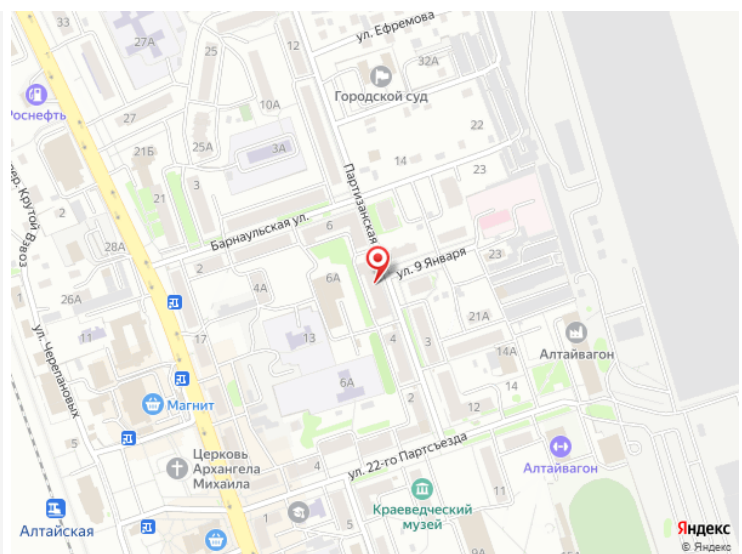 33
27А
12
ул. Ефремова
32А
Городской суд
Роснефть
27
10А
22
21Б
25А
3А
14
23
21
3
Партизанская
пер. Крутой Взвоз
2
28А
Барнаульская ул.
6
2
ул. 9 Января
23
1
26А
4А
6А
21А
ул. Черепановых
11
17
13
4
3
Алтайвагон
14А
6А
14
Магнит
2
12
5
Церковь
Архангела
Михаила
4
ул. 22-го Партсъезда
Алтайвагон
Краеведческий
музей
Алтайская
1
5
9А
Яндекс
© Яндекс